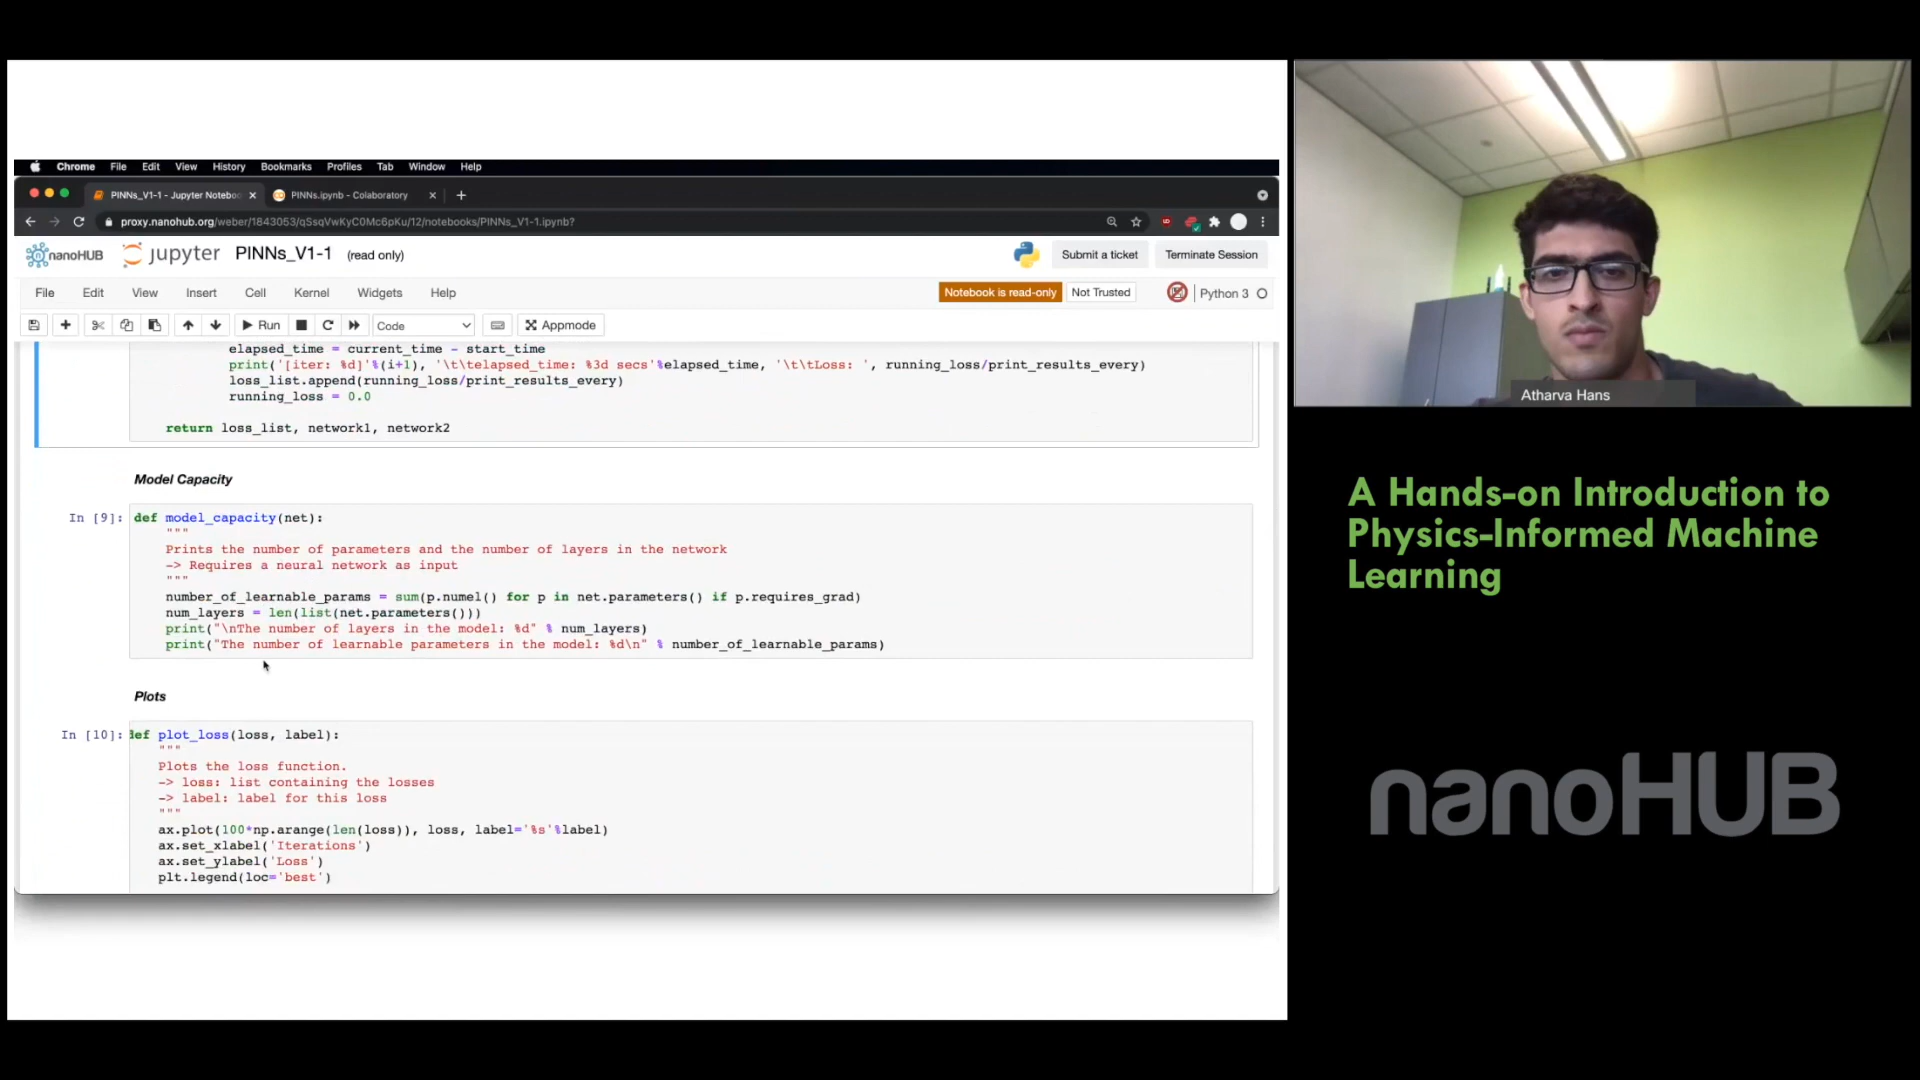 Chrome File Edit View History Bookmarks Profiles Tab Window Help
PINNs_V1-1 - Jupyter Noteboo
PINNs.ipynb - Colaboratory
proxy.nanohub.org/weber/1843053/qSsqVwKyC0Mc6pKu/12/notebooks/PINNs_V1-1.ipynb?
nanoHUB jupyter PINNs_V1-1 (read only) Submit a ticket Terminate Session
File Edit View Insert Cell Kernel Widgets Help Notebook is read-only Not Trusted Python 3
Run Code Appmode
elapsed_time = current_time - start_time
print('[iter: %d]'%(i+1), '\t\telapsed_time: %3d secs'%elapsed_time, '\t\tLoss: ', running_loss/print_results_every)
loss_list.append(running_loss/print_results_every)
running_loss = 0.0
return loss_list, network1, network2
Model Capacity
In [9]: def model_capacity(net):
"""
Prints the number of parameters and the number of layers in the network
-> Requires a neural network as input
"""
number_of_learnable_params = sum(p.numel() for p in net.parameters() if p.requires_grad)
num_layers = len(list(net.parameters()))
print("\nThe number of layers in the model: %d" % num_layers)
print("The number of learnable parameters in the model: %d\n" % number_of_learnable_params)
Plots
In [10]: def plot_loss(loss, label):
"""
Plots the loss function.
-> loss: list containing the losses
-> label: label for this loss
"""
ax.plot(100*np.arange(len(loss)), loss, label='%s'%label)
ax.set_xlabel('Iterations')
ax.set_ylabel('Loss')
plt.legend(loc='best')
Atharva Hans
A Hands-on Introduction to
Physics-Informed Machine
Learning
nanoHUB